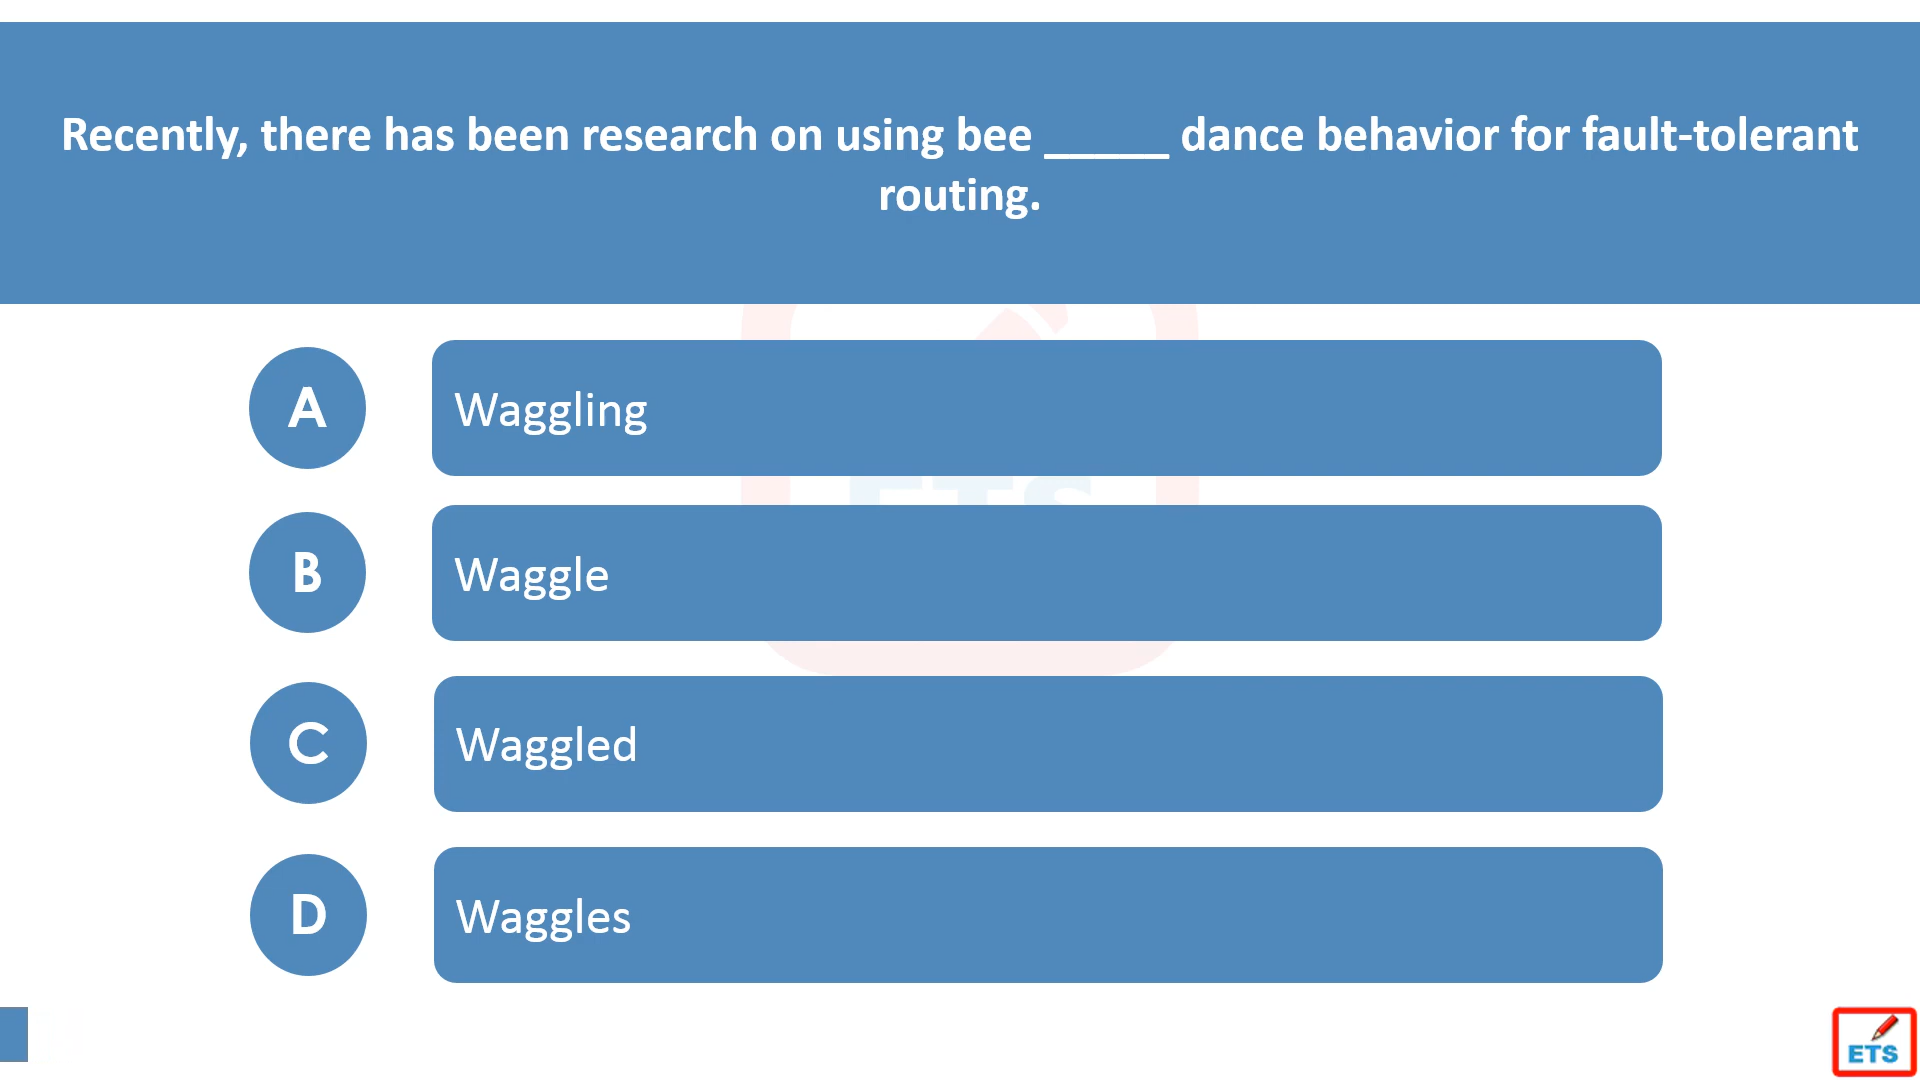 Recently, there has been research on using bee _____ dance behavior for fault-tolerant
routing.
A
Waggling
ETS
B
Waggle
C
Waggled
D
Waggles
ETS